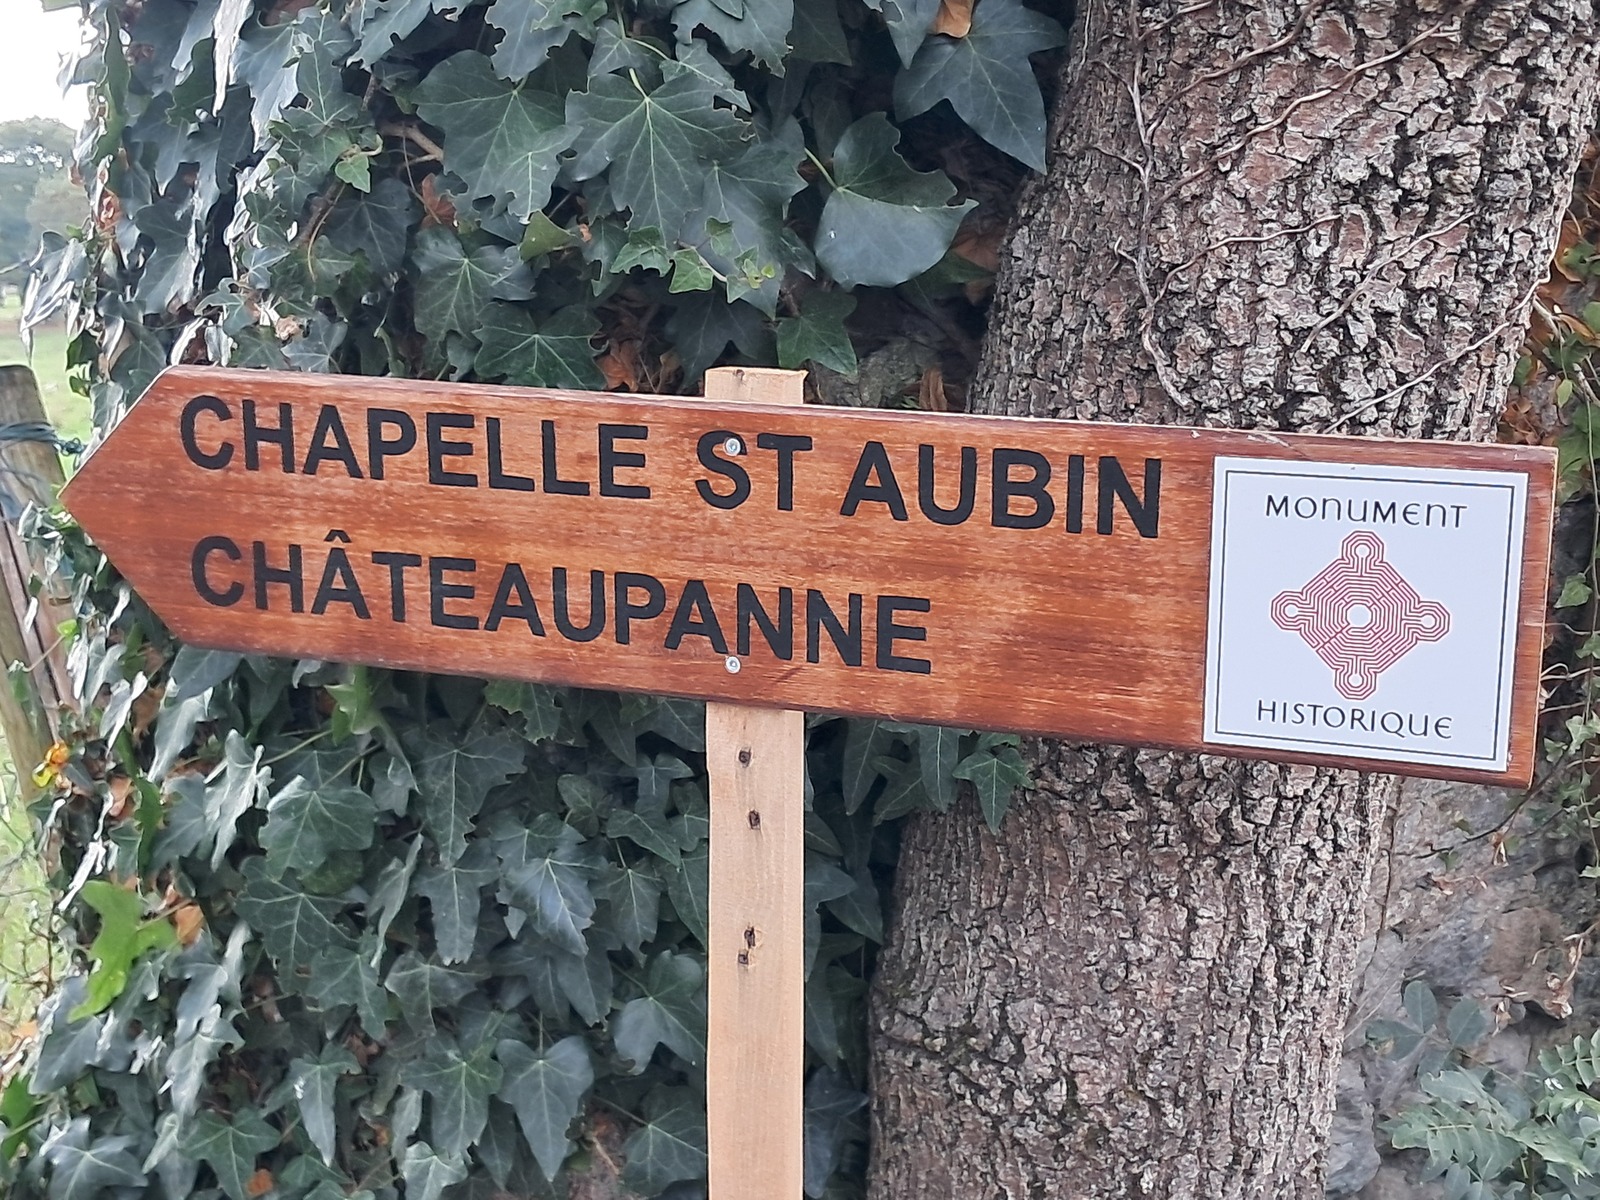 CHAPELLE ST AUBIN
CHÂTEAUPANNE
MONUMENT
HISTORIQUE